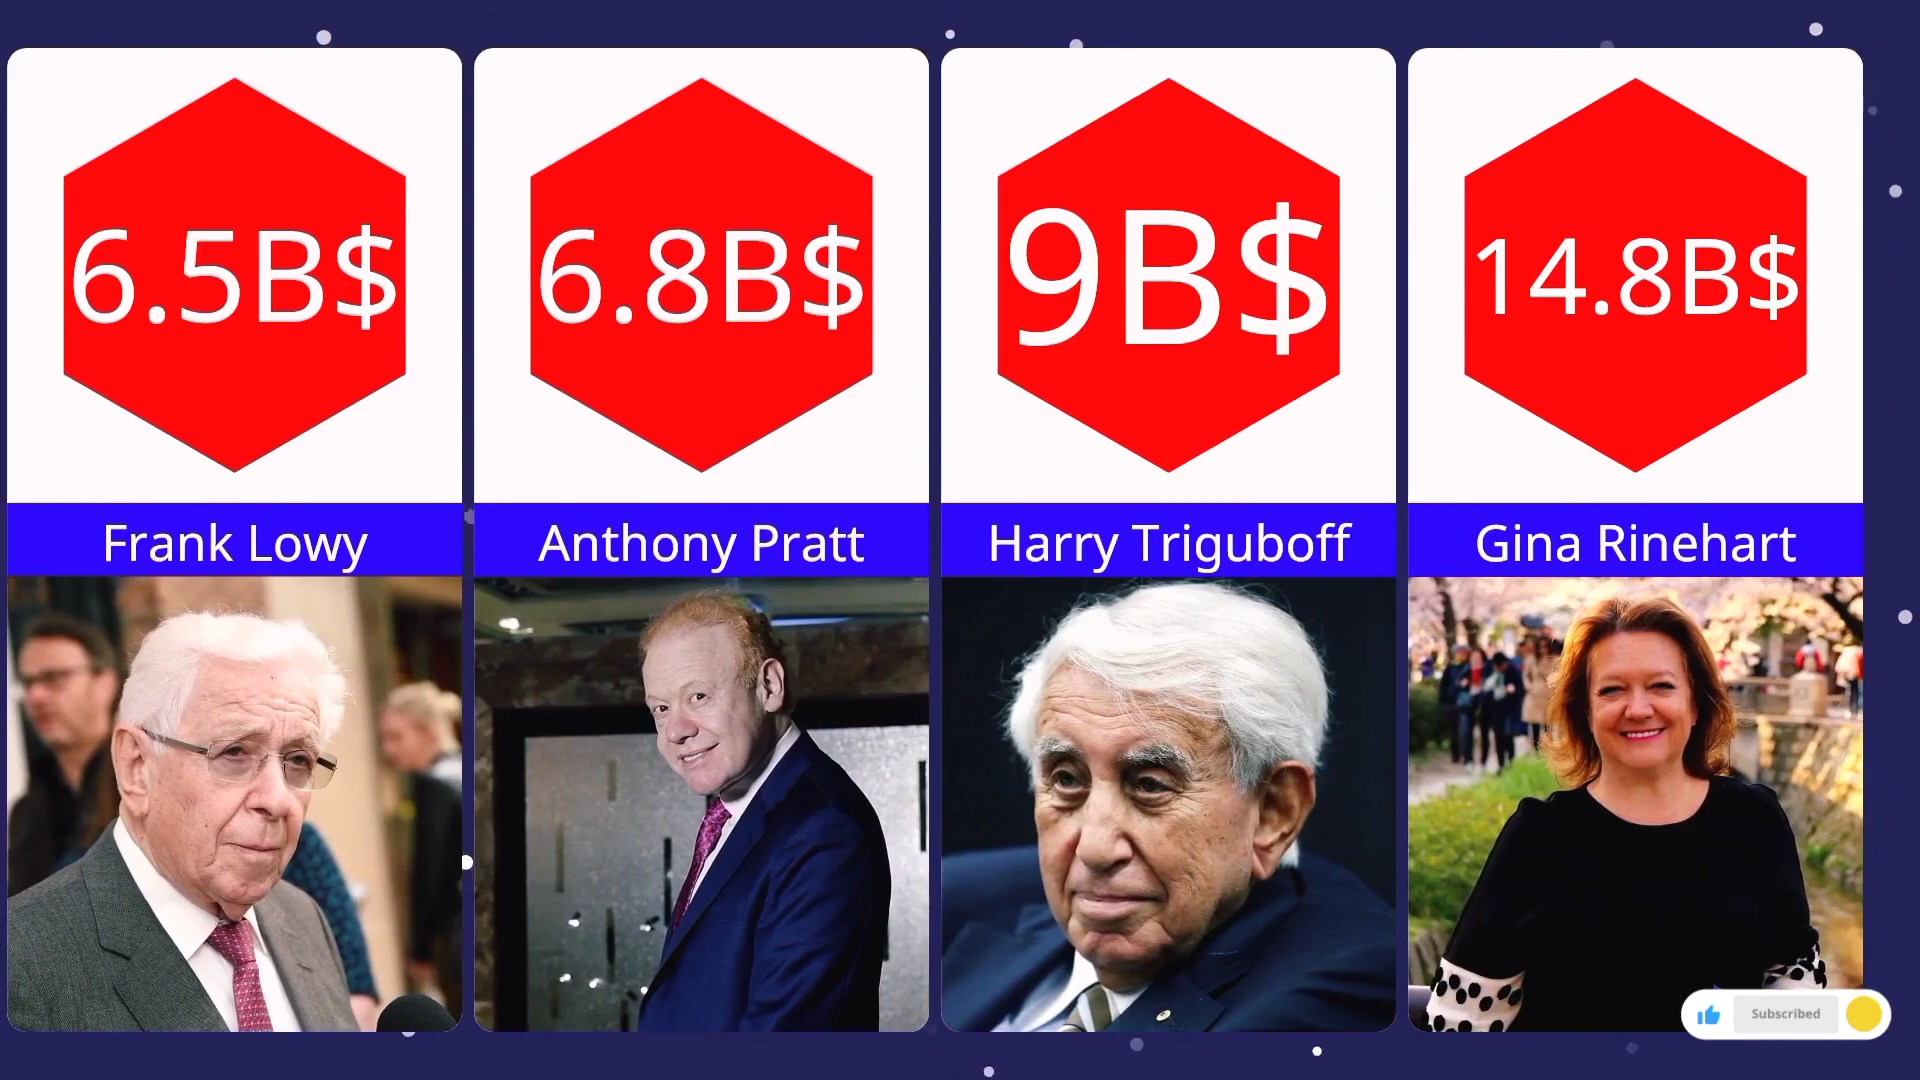 6.5B$
Frank Lowy
6.8B$
Anthony Pratt
9B$
Harry Triguboff
14.8B$
Gina Rinehart
Subscribed